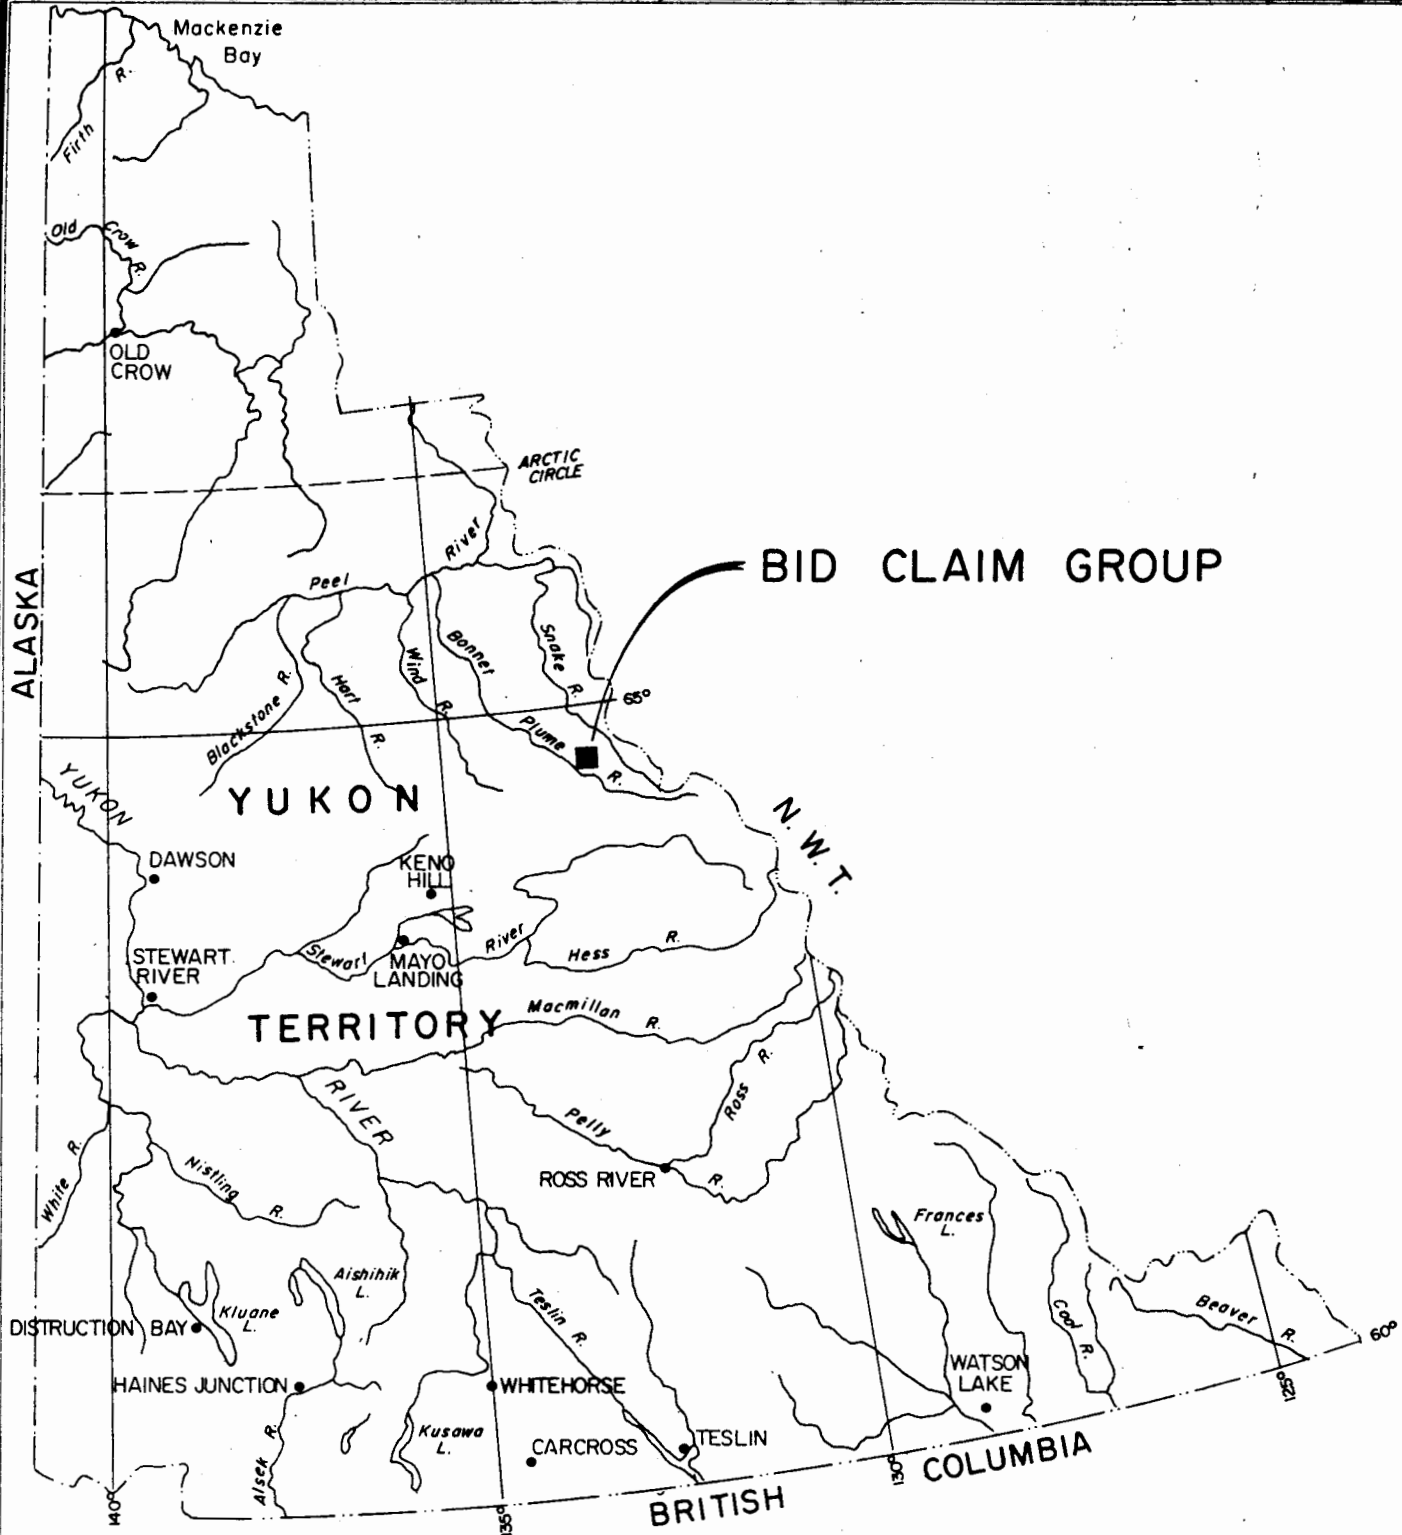 Mackenzie
Bay
R.
Firth
Old Crow R.
OLD
CROW
ARCTIC
CIRCLE
River
Peel
BID CLAIM GROUP
ALASKA
Bonnet
Snake R.
Wind R.
Hart R.
Blackstone R.
65°
Plume R.
YUKON
YUKON
N.W.T.
DAWSON
KENO
HILL
STEWART
RIVER
Stewart
River
MAYO
LANDING
Hess R.
TERRITORY
Macmillan R.
RIVER
Ross R.
Pelly
R.
ROSS RIVER
White R.
Nistling R.
Frances
L.
Aishihik
L.
Kluane
L.
DISTRUCTION BAY
Teslin R.
Coal R.
Beaver R.
60°
HAINES JUNCTION
WHITEHORSE
WATSON
LAKE
125°
Alsek R.
Kusawa
L.
CARCROSS
TESLIN
140°
135°
130°
BRITISH COLUMBIA